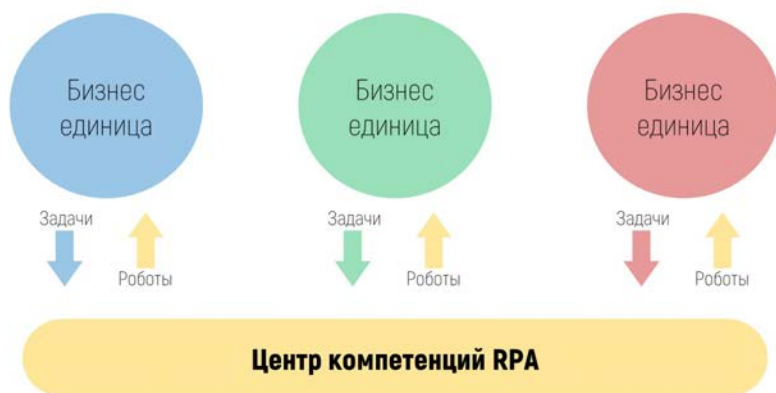 Бизнес
единица
Бизнес
единица
Бизнес
единица
Задачи
Роботы
Задачи
Роботы
Задачи
Роботы
Центр компетенций RPA